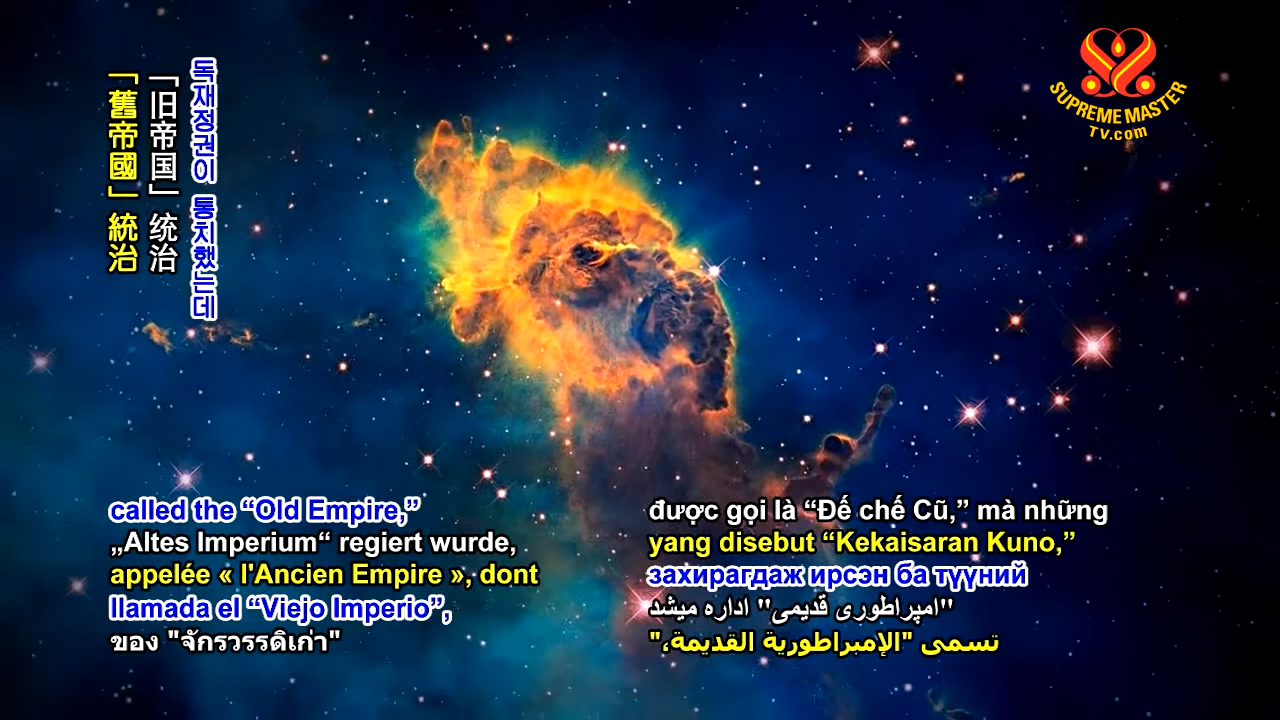 독재정권이 통치했는데
「旧帝国」统治
「舊帝國」統治
SUPREME MASTER
TV.com
called the “Old Empire,”
„Altes Imperium“ regiert wurde,
appelée « l'Ancien Empire », dont
llamada el “Viejo Imperio”,
ของ "จักรวรรดิเก่า"
được gọi là “Đế chế Cũ,” mà những
yang disebut “Kekaisaran Kuno,”
захирагдаж ирсэн ба түүний
"امپراطوری قدیمی" اداره میشد
تسمى "الإمبراطورية القديمة،"